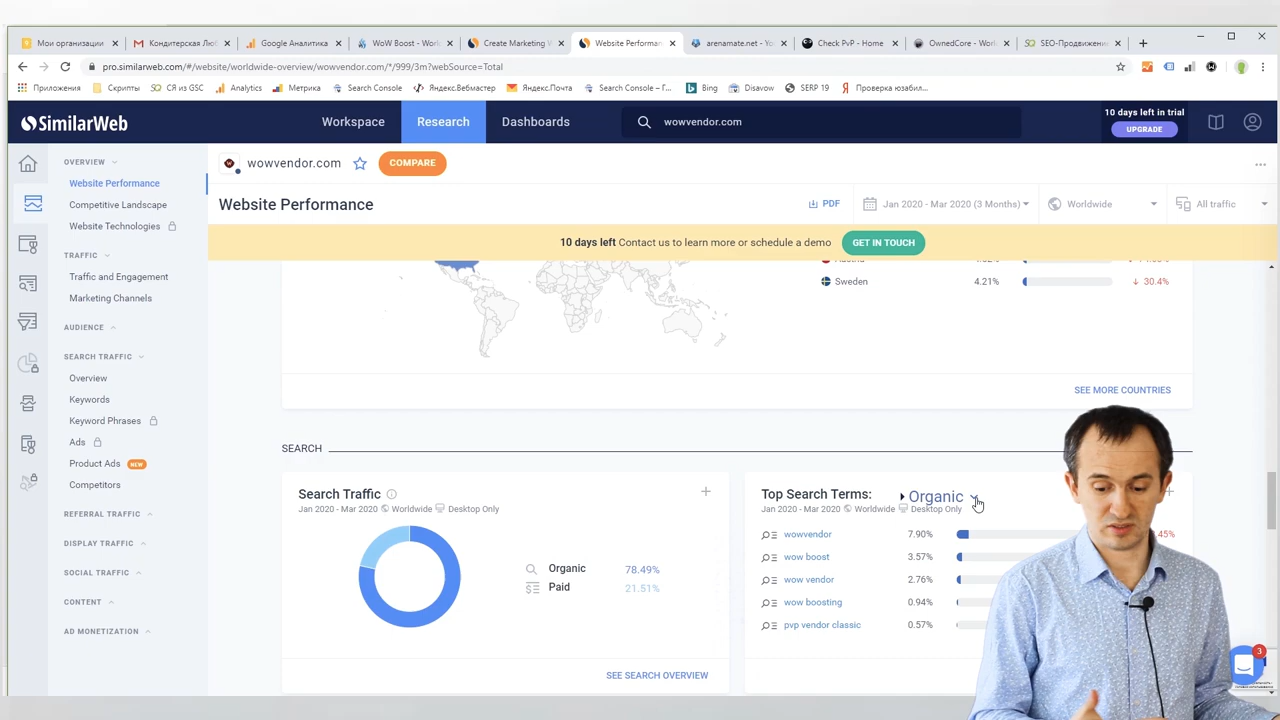 Мои организации
Кондитерская Лю
Google Аналитика
WoW Boost - Worl
Create Marketing W
Website Performan
arenamate.net - Yo
Check PvP - Home
OwnedCore - Wo
SEO-Продвижени
pro.similarweb.com/#/website/worldwide-overview/wowvendor.com/*/999/3m?webSource=Total
Приложения
Скрипты
СЯ из GSC
Analytics
Метрика
Search Console
Яндекс.Вебмастер
Яндекс.Почта
Search Console – Г...
Bing
Disavow
SERP 19
Проверка юзабил...
SimilarWeb
Workspace
Research
Dashboards
wowvendor.com
10 days left in trial
UPGRADE
OVERVIEW
Website Performance
Competitive Landscape
Website Technologies
TRAFFIC
Traffic and Engagement
Marketing Channels
AUDIENCE
SEARCH TRAFFIC
Overview
Keywords
Keyword Phrases
Ads
Product Ads NEW
Competitors
REFERRAL TRAFFIC
DISPLAY TRAFFIC
SOCIAL TRAFFIC
CONTENT
AD MONETIZATION
wowvendor.com
COMPARE
Website Performance
PDF
Jan 2020 - Mar 2020 (3 Months)
Worldwide
All traffic
10 days left Contact us to learn more or schedule a demo
GET IN TOUCH
Sweden 4.21% 30.4%
SEE MORE COUNTRIES
SEARCH
Search Traffic
Jan 2020 - Mar 2020 Worldwide Desktop Only
Organic 78.49%
Paid 21.51%
SEE SEARCH OVERVIEW
Top Search Terms: Organic
Jan 2020 - Mar 2020 Worldwide Desktop Only
wowvendor 7.90%
wow boost 3.57%
wow vendor 2.76%
wow boosting 0.94%
pvp vendor classic 0.57%
3